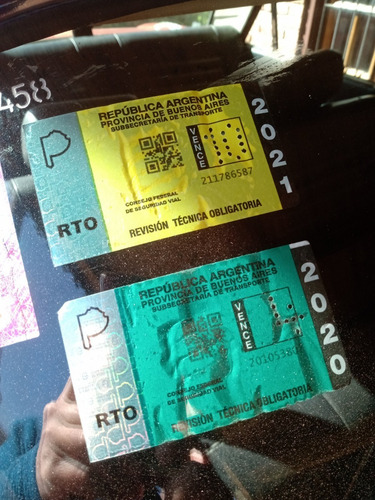 458
REPÚBLICA ARGENTINA
PROVINCIA DE BUENOS AIRES
SUBSECRETARÍA DE TRANSPORTE
P
VENCE
10
2021
211786587
CONSEJO FEDERAL
DE SEGURIDAD VIAL
RTO
REVISIÓN TÉCNICA OBLIGATORIA
REPÚBLICA ARGENTINA
PROVINCIA DE BUENOS AIRES
SUBSECRETARÍA DE TRANSPORTE
P
VENCE
2020
CONSEJO FEDERAL
DE SEGURIDAD VIAL
RTO
REVISIÓN TÉCNICA OBLIGATORIA